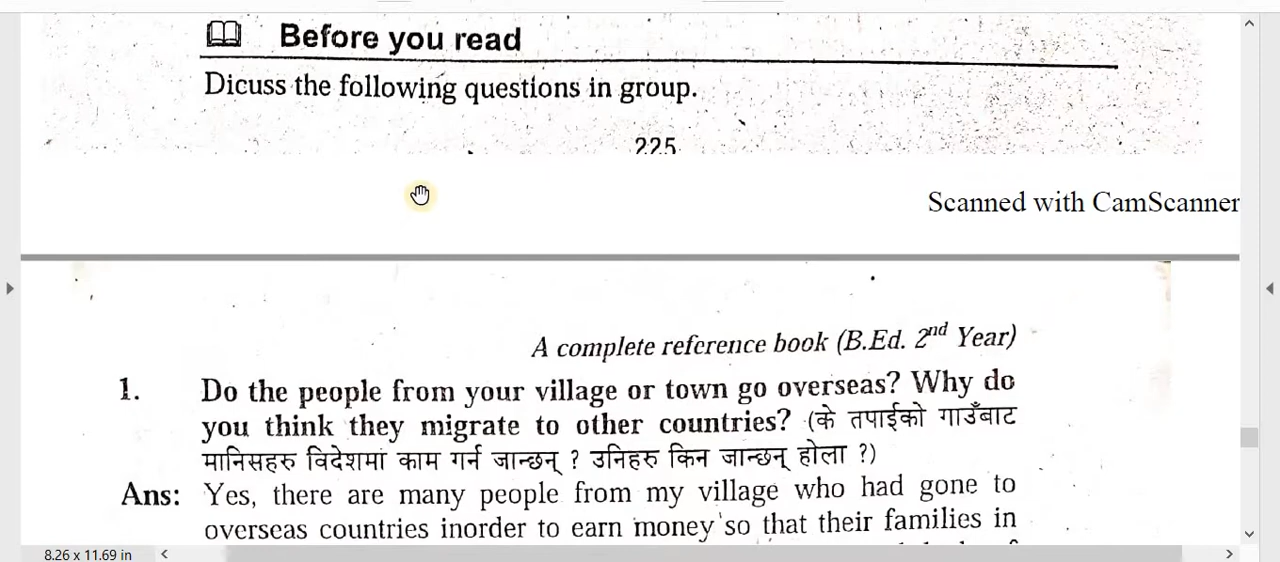 Before you read
Dicuss the following questions in group.
225
Scanned with CamScanner
A complete reference book (B.Ed. 2nd Year)
1. Do the people from your village or town go overseas? Why do
you think they migrate to other countries? (के तपाईको गाउँबाट
मानिसहरु विदेशमा काम गर्न जान्छन् ? उनिहरु किन जान्छन् होला ?)
Ans: Yes, there are many people from my village who had gone to
overseas countries inorder to earn money so that their families in
8.26 x 11.69 in